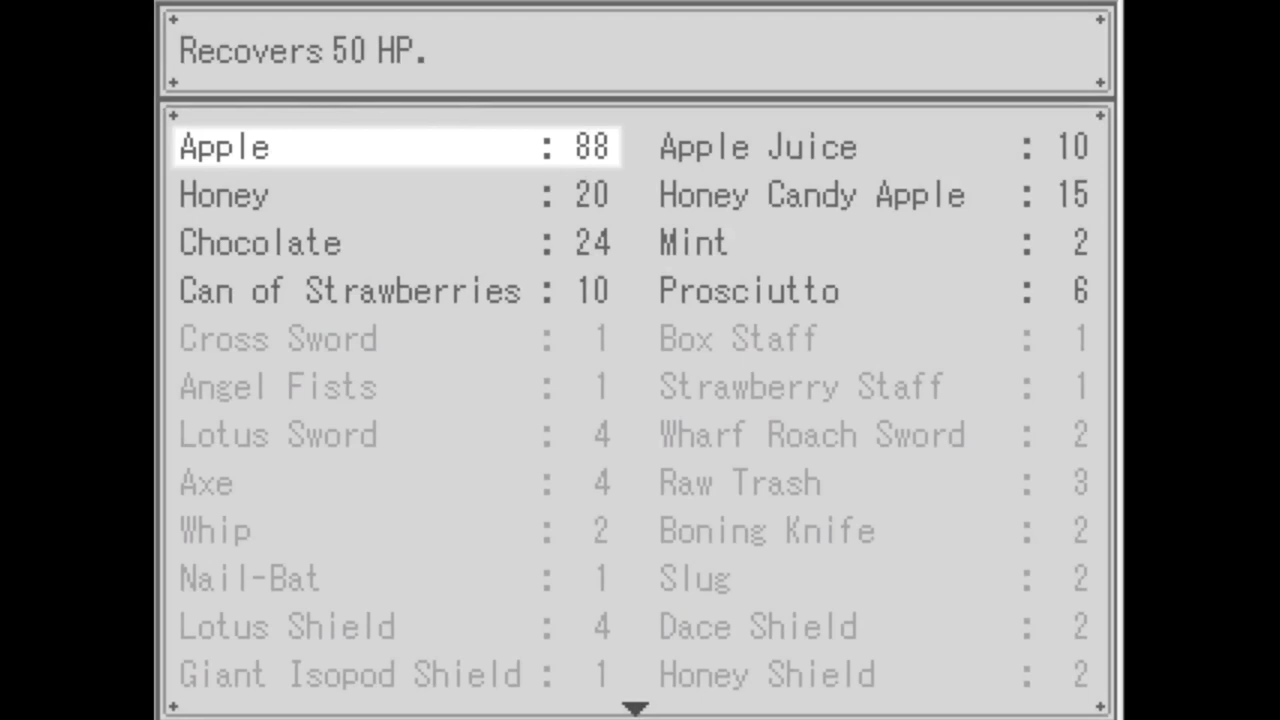 Recovers 50 HP.
Apple : 88 Apple Juice : 10
Honey : 20 Honey Candy Apple : 15
Chocolate : 24 Mint : 2
Can of Strawberries : 10 Prosciutto : 6
Cross Sword : 1 Box Staff : 1
Angel Fists : 1 Strawberry Staff : 1
Lotus Sword : 4 Wharf Roach Sword : 2
Axe : 4 Raw Trash : 3
Whip : 2 Boning Knife : 2
Nail-Bat : 1 Slug : 2
Lotus Shield : 4 Dace Shield : 2
Giant Isopod Shield : 1 Honey Shield : 2